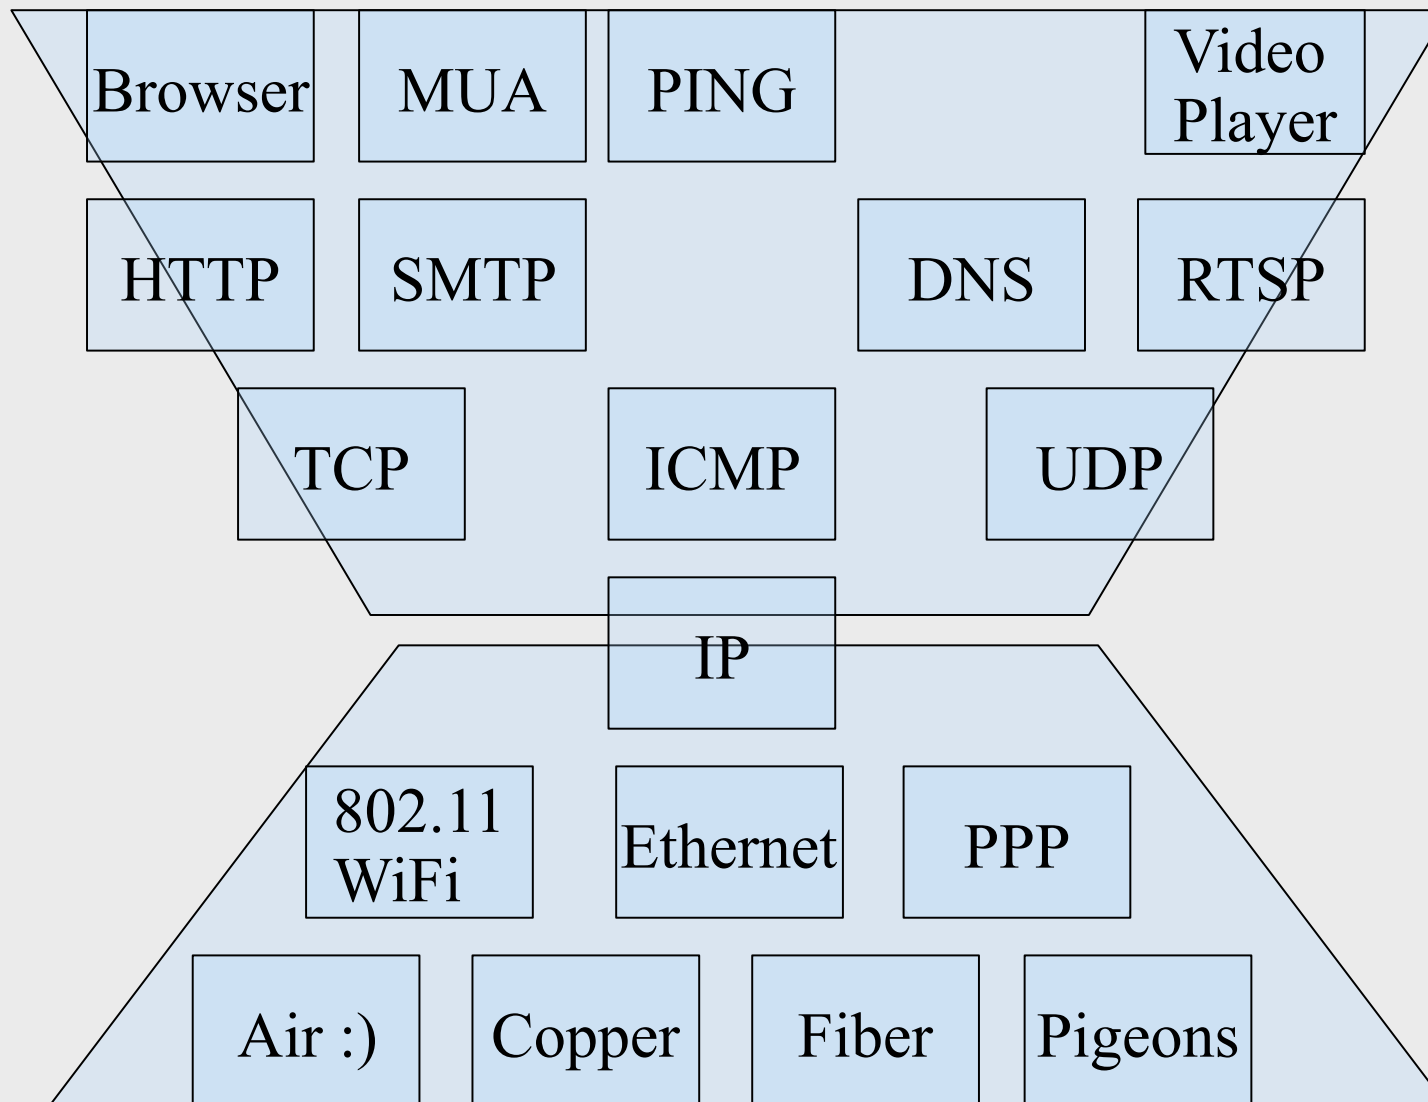 Browser
MUA
PING
Video
Player
HTTP
SMTP
DNS
RTSP
TCP
ICMP
UDP
IP
802.11
WiFi
Ethernet
PPP
Air :)
Copper
Fiber
Pigeons